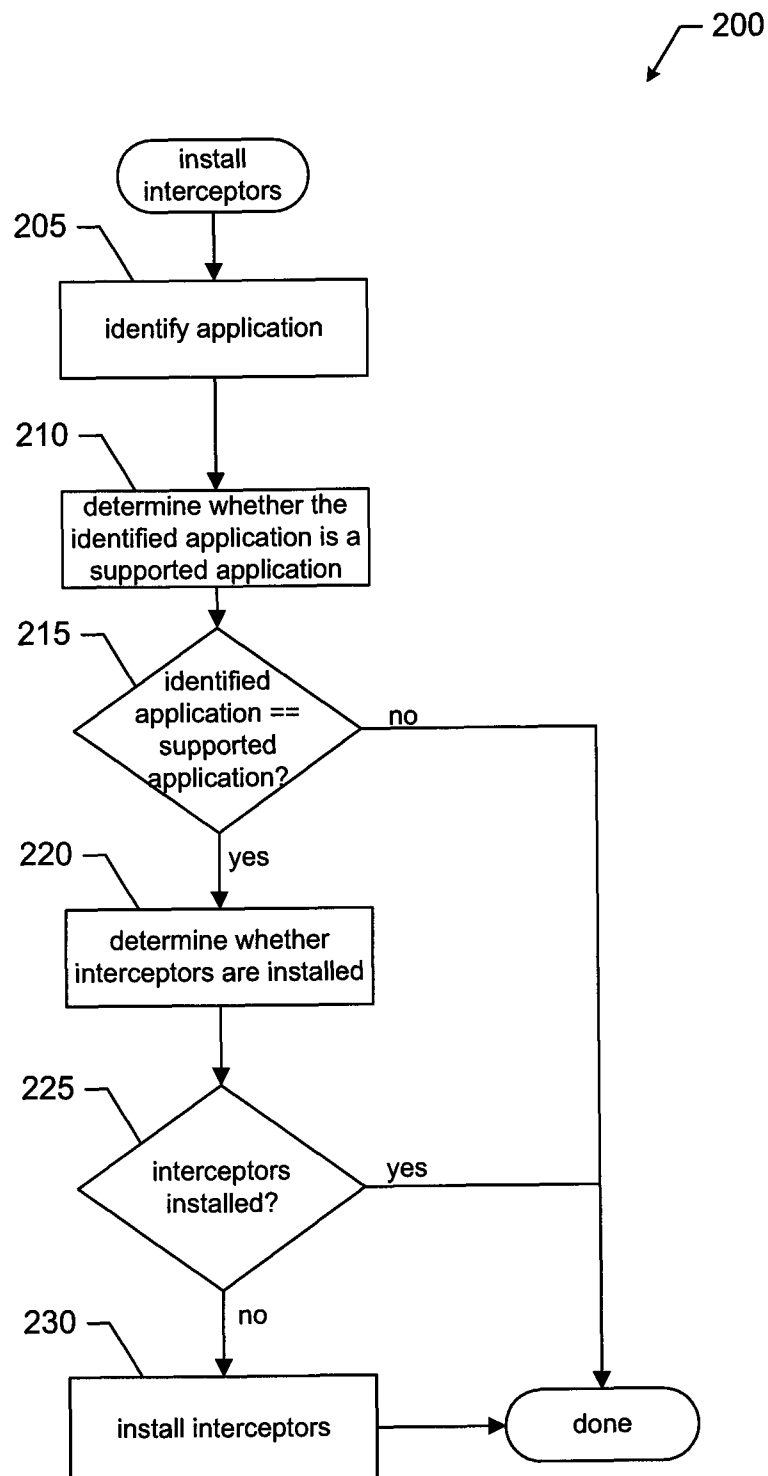 200
install
interceptors
205
identify application
210
determine whether the
identified application is a
supported application
215
identified
application ==
supported
application?
no
yes
220
determine whether
interceptors are installed
225
interceptors
installed?
yes
no
230
install interceptors
done